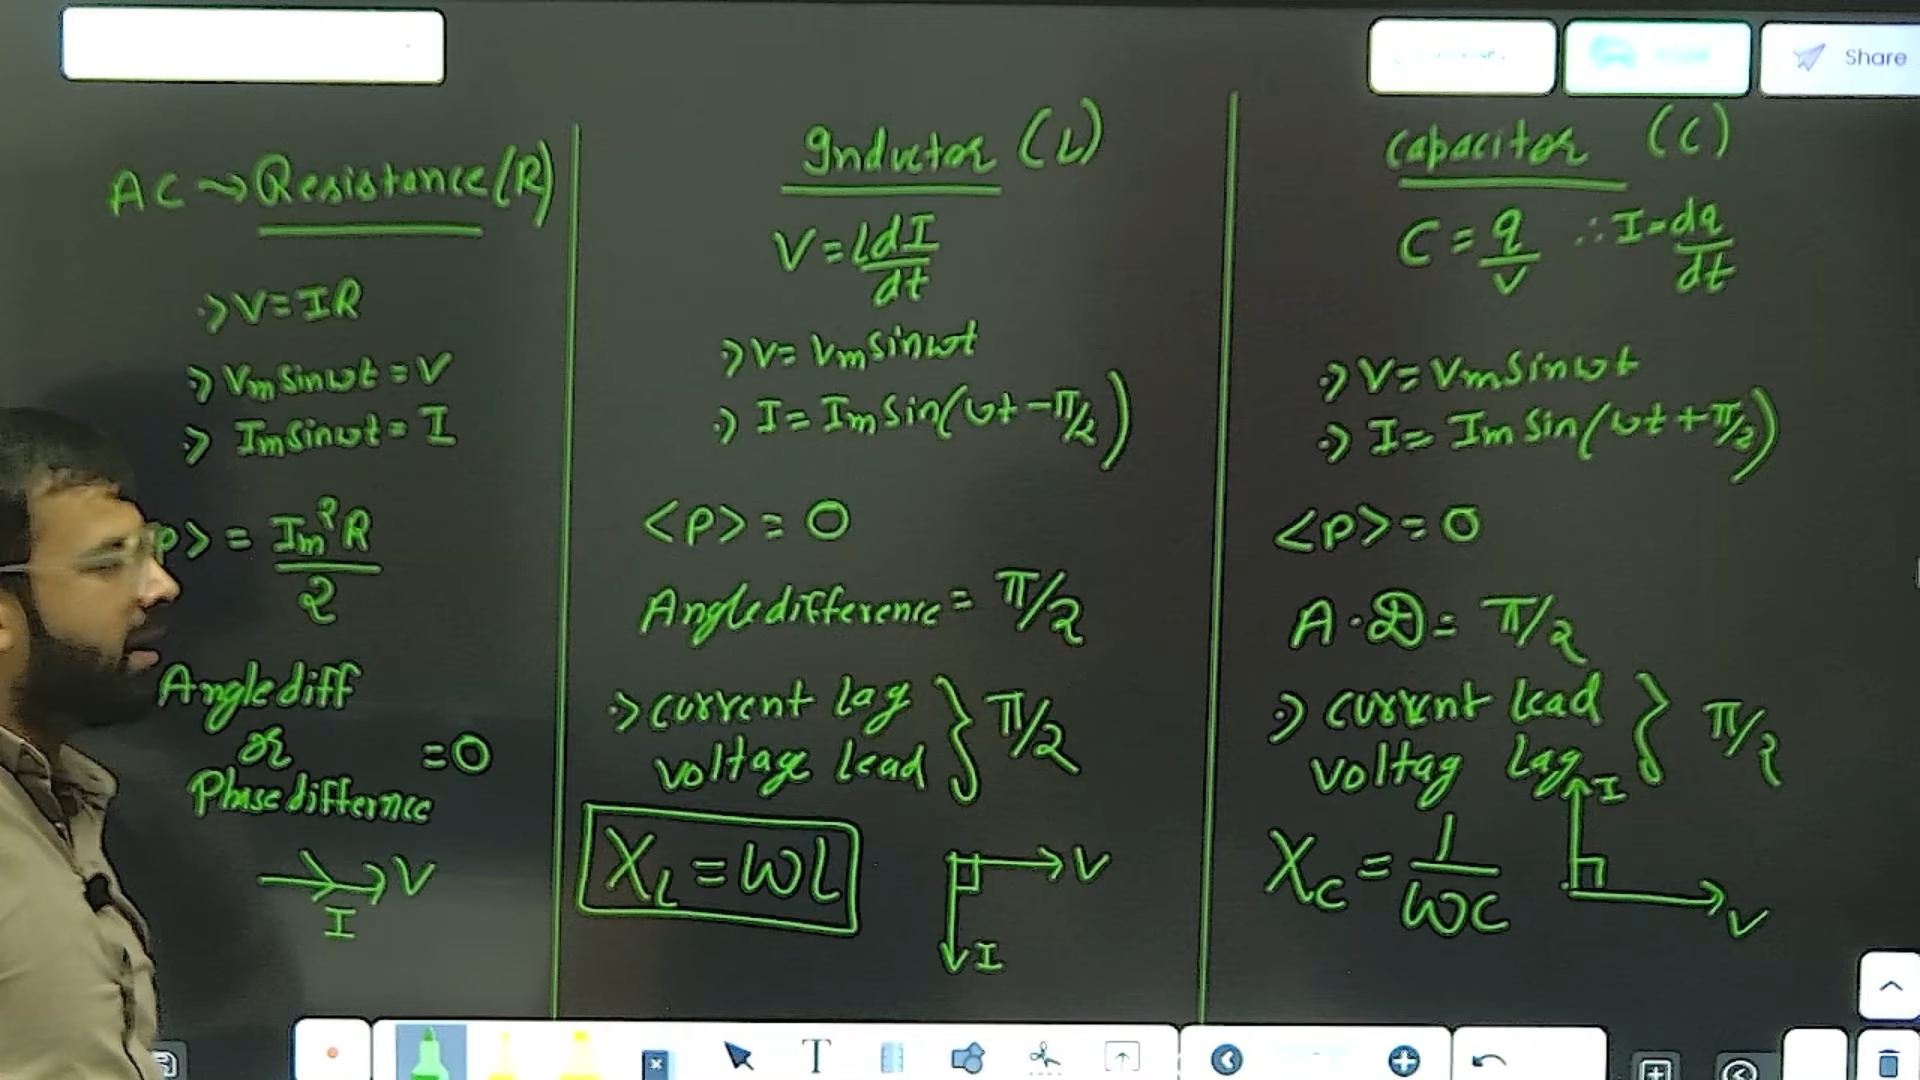 Share
AC → Resistance (R)
∴) V = IR
∴) Vm sinωt = V
∴) Im sinωt = I
P> = Im²R / 2
Angle diff
or
Phase differnce = 0
V
I
Inductor (L)
V = L dI/dt
∴) V = Vm sinωt
∴) I = Im sin(ωt - π/2)
<P> = 0
Angle difference = π/2
∴) current lag
voltage lead } π/2
XL = ωL
V
I
Capacitor (C)
C = q/V ∴ I = dq/dt
∴) V = Vm sinωt
∴) I = Im sin(ωt + π/2)
<P> = 0
A.D = π/2
∴) current lead
voltag lag } π/2
I
XC = 1/ωC
V
T